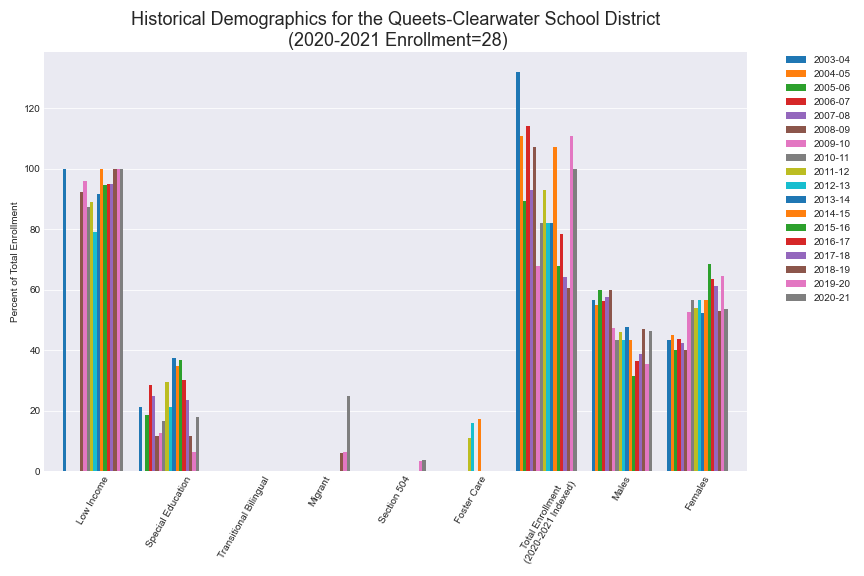 Historical Demographics for the Queets-Clearwater School District
(2020-2021 Enrollment=28)
Percent of Total Enrollment
120
100
80
60
40
20
0
Low Income
Special Education
Transitional Bilingual
Migrant
Section 504
Foster Care
Total Enrollment
(2020-2021 Indexed)
Males
Females
2003-04
2004-05
2005-06
2006-07
2007-08
2008-09
2009-10
2010-11
2011-12
2012-13
2013-14
2014-15
2015-16
2016-17
2017-18
2018-19
2019-20
2020-21